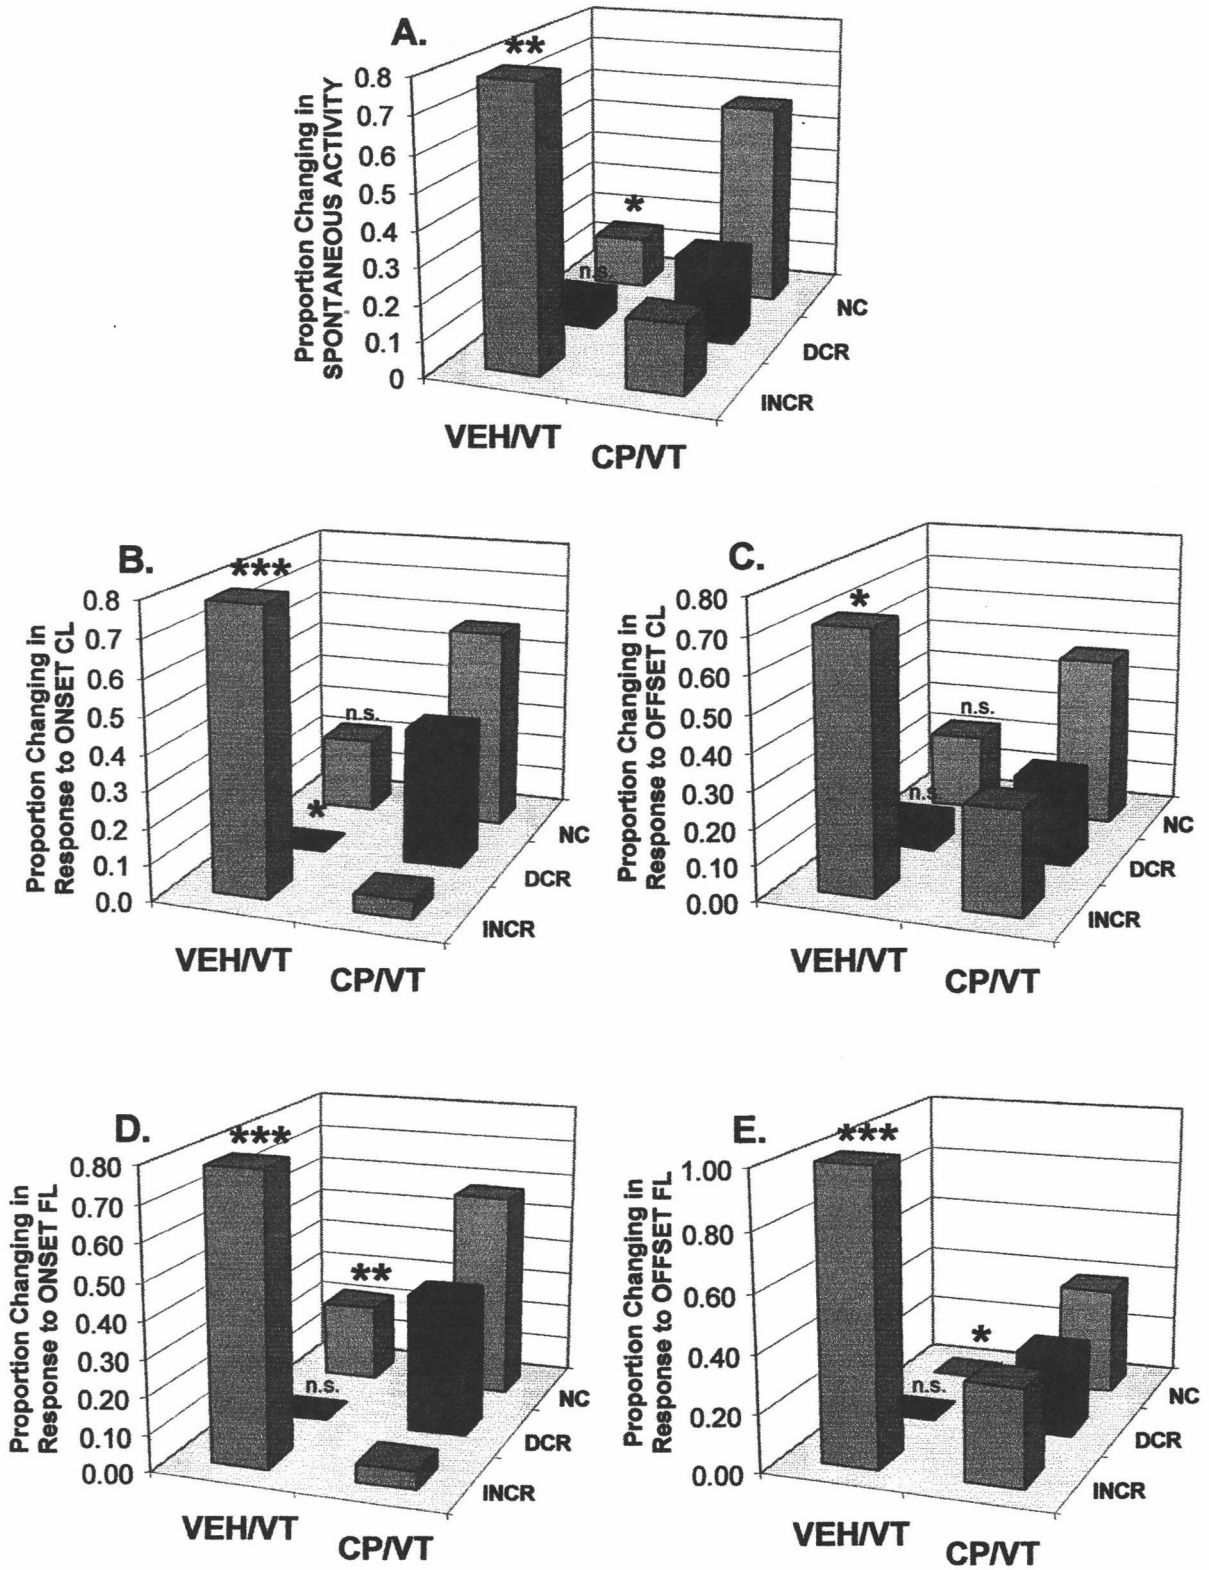 A.
**
Proportion Changing in
SPONTANEOUS ACTIVITY
0.8
0.7
0.6
0.5
0.4
0.3
0.2
0.1
0
*
n.s.
NC
DCR
INCR
VEH/VT
CP/VT
B.
***
Proportion Changing in
Response to ONSET CL
0.8
0.7
0.6
0.5
0.4
0.3
0.2
0.1
0.0
n.s.
*
NC
DCR
INCR
VEH/VT
CP/VT
C.
*
Proportion Changing in
Response to OFFSET CL
0.80
0.70
0.60
0.50
0.40
0.30
0.20
0.10
0.00
n.s.
n.s
NC
DCR
INCR
VEH/VT
CP/VT
D.
***
Proportion Changing in
Response to ONSET FL
0.80
0.70
0.60
0.50
0.40
0.30
0.20
0.10
0.00
**
n.s.
NC
DCR
INCR
VEH/VT
CP/VT
E.
***
Proportion Changing in
Response to OFFSET FL
1.00
0.80
0.60
0.40
0.20
0.00
*
n.s.
NC
DCR
INCR
VEH/VT
CP/VT